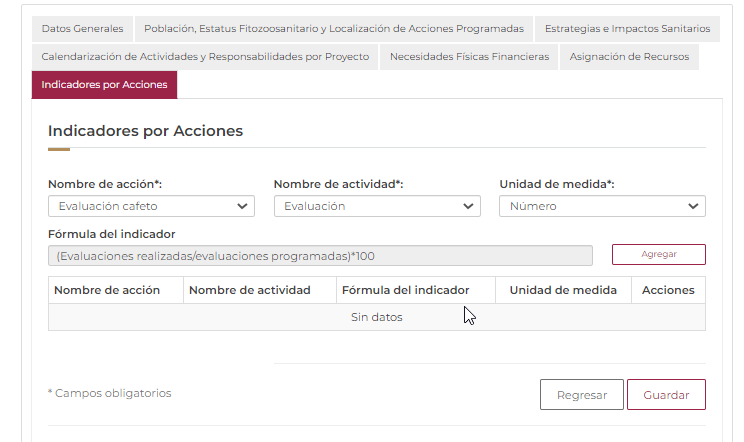 Datos Generales Población, Estatus Fitozoosanitario y Localización de Acciones Programadas Estrategias e Impactos Sanitarios
Calendarización de Actividades y Responsabilidades por Proyecto Necesidades Físicas Financieras Asignación de Recursos
Indicadores por Acciones
Indicadores por Acciones
Nombre de acción*: Nombre de actividad*: Unidad de medida*:
Evaluación cafeto Evaluación Número
Fórmula del indicador
(Evaluaciones realizadas/evaluaciones programadas)*100 Agregar
Nombre de acción Nombre de actividad Fórmula del indicador Unidad de medida Acciones
Sin datos
* Campos obligatorios Regresar Guardar